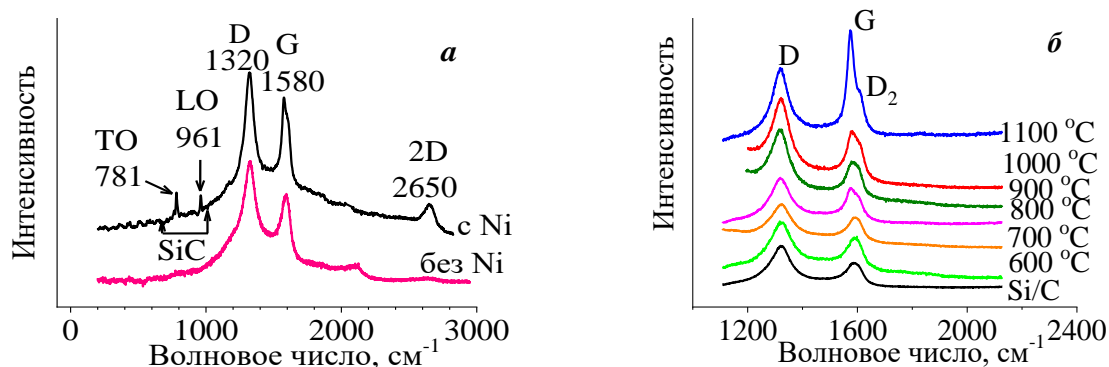 Интенсивность
а
D
1320
G
1580
LO
961
TO
781
2D
2650
SiC
с Ni
без Ni
0
1000
2000
3000
Волновое число, см⁻¹
Интенсивность
б
G
D
D₂
1100 °C
1000 °C
900 °C
800 °C
700 °C
600 °C
Si/C
1200
1600
2000
2400
Волновое число, см⁻¹